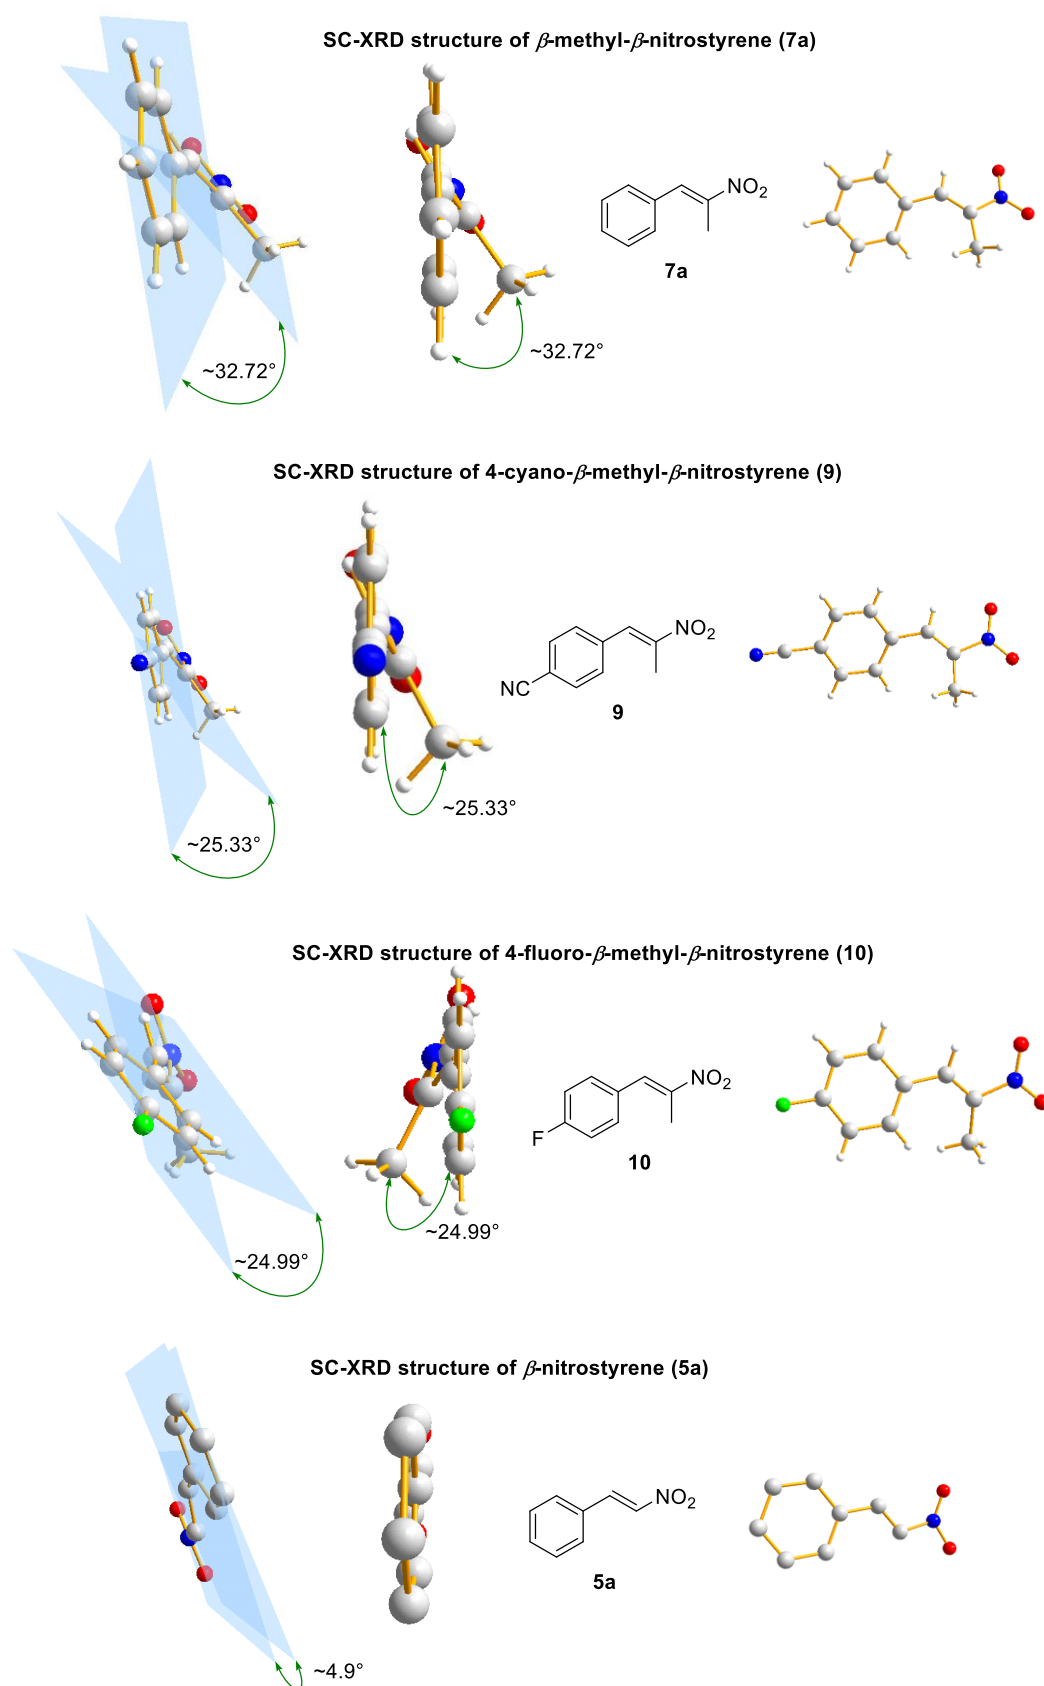 SC-XRD structure of β-methyl-β-nitrostyrene (7a)
NO2
7a
~32.72°
~32.72°
SC-XRD structure of 4-cyano-β-methyl-β-nitrostyrene (9)
NO2
NC
9
~25.33°
~25.33°
SC-XRD structure of 4-fluoro-β-methyl-β-nitrostyrene (10)
NO2
F
10
~24.99°
~24.99°
SC-XRD structure of β-nitrostyrene (5a)
NO2
5a
~4.9°